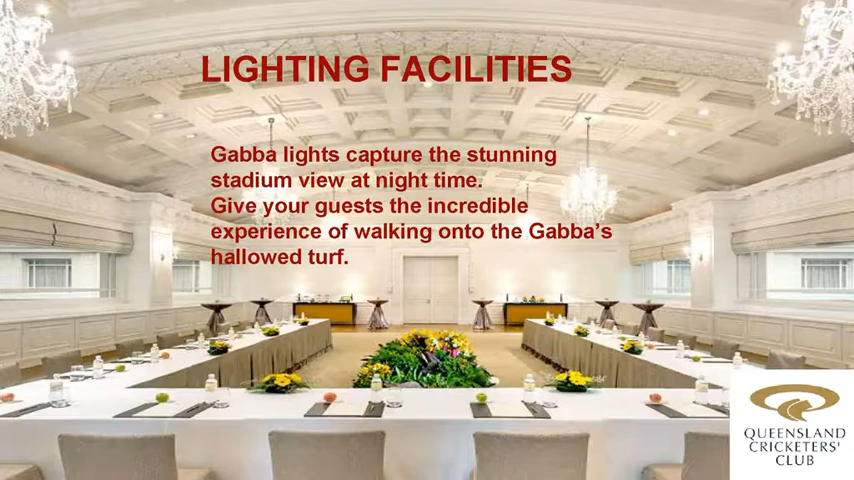 LIGHTING FACILITIES
Gabba lights capture the stunning
stadium view at night time.
Give your guests the incredible
experience of walking onto the Gabba’s
hallowed turf.
QUEENSLAND
CRICKETERS'
CLUB